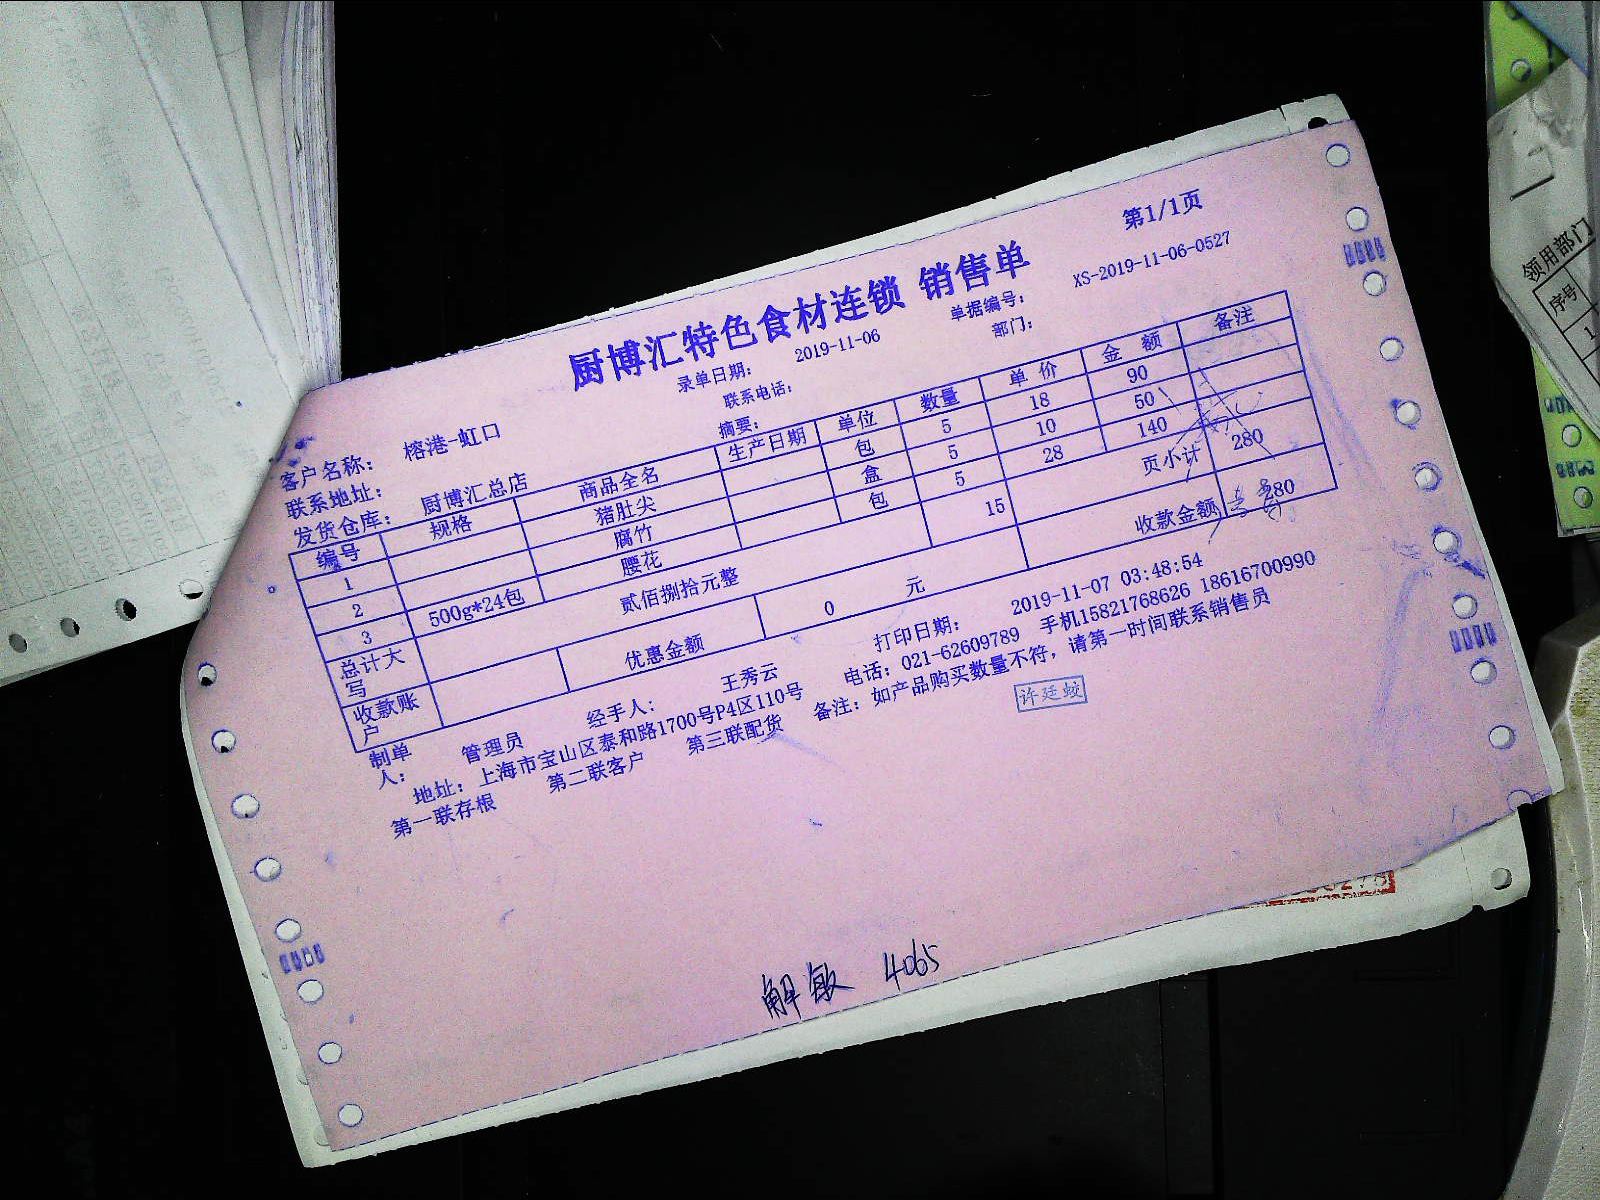 第1/1页
厨博汇特色食材连锁 销售单
录单日期: 2019-11-06 单据编号: XS-2019-11-06-0527
客户名称: 榕港-虹口 联系电话: 部门:
联系地址: 摘要:
发货仓库: 厨博汇总店
编号 规格 商品全名 生产日期 单位 数量 单价 金额 备注
1 猪肚尖 包 5 18 90
2 腐竹 盒 5 10 50
3 500g*24包 腰花 包 5 28 140
总计大写 贰佰捌拾元整 15 页小计 280
收款账户 优惠金额 0 元 收款金额 280
制单人: 管理员 经手人: 王秀云 打印日期: 2019-11-07 03:48:54
地址: 上海市宝山区泰和路1700号P4区110号 电话: 021-62609789 手机15821768626 18616700990
第一联存根 第二联客户 第三联配货 备注: 如产品购买数量不符, 请第一时间联系销售员
许廷蛟
解敏 4065
领用部门
序号
1